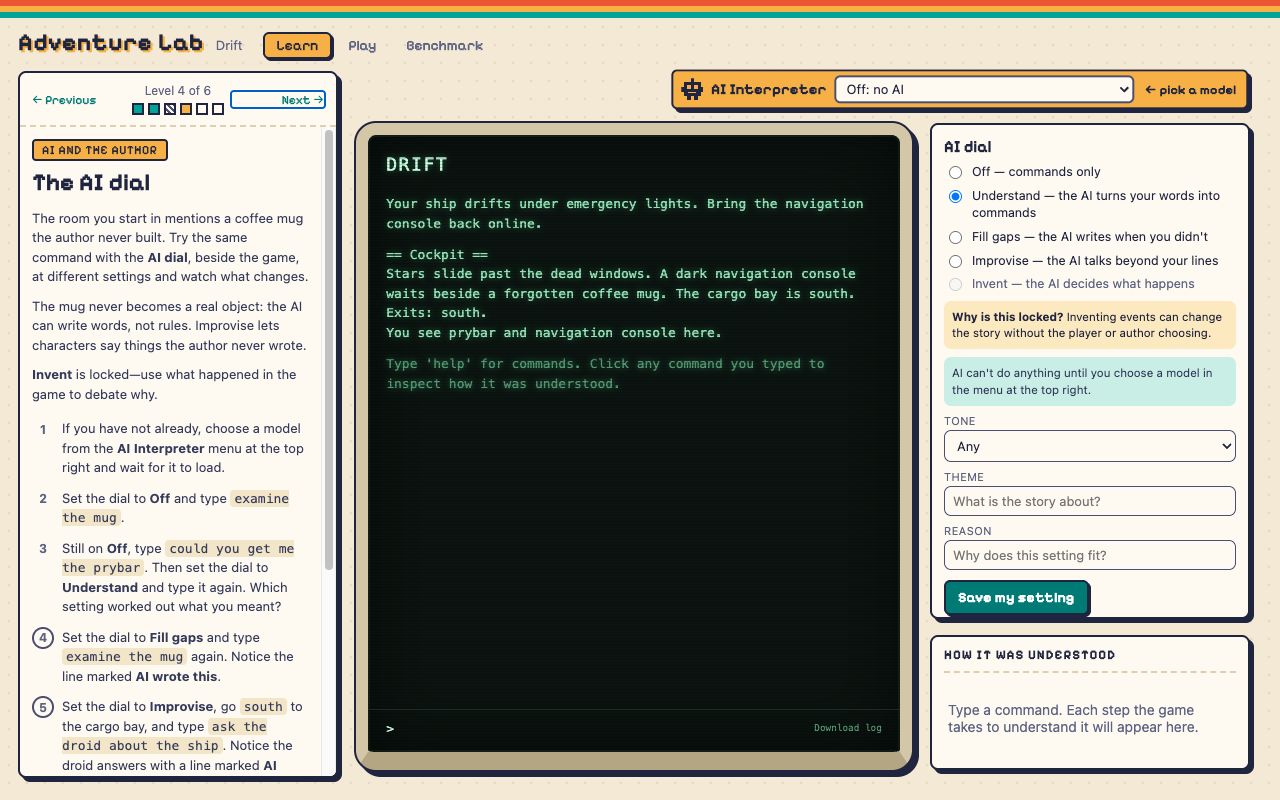 Adventure Lab
Drift
Learn
Play
Benchmark
← Previous
Level 4 of 6
Next →
AI AND THE AUTHOR
The AI dial
The room you start in mentions a coffee mug
the author never built. Try the same
command with the AI dial, beside the game,
at different settings and watch what changes.
The mug never becomes a real object: the AI
can write words, not rules. Improvise lets
characters say things the author never wrote.
Invent is locked—use what happened in the
game to debate why.
1 If you have not already, choose a model
from the AI Interpreter menu at the top
right and wait for it to load.
2 Set the dial to Off and type examine
the mug.
3 Still on Off, type could you get me
the prybar. Then set the dial to
Understand and type it again. Which
setting worked out what you meant?
4 Set the dial to Fill gaps and type
examine the mug again. Notice the
line marked AI wrote this.
5 Set the dial to Improvise, go south to
the cargo bay, and type ask the
droid about the ship. Notice the
droid answers with a line marked AI
AI Interpreter
Off: no AI
← pick a model
DRIFT
Your ship drifts under emergency lights. Bring the navigation
console back online.
== Cockpit ==
Stars slide past the dead windows. A dark navigation console
waits beside a forgotten coffee mug. The cargo bay is south.
Exits: south.
You see prybar and navigation console here.
Type 'help' for commands. Click any command you typed to
inspect how it was understood.
>
Download log
AI dial
Off — commands only
Understand — the AI turns your words into
commands
Fill gaps — the AI writes when you didn't
Improvise — the AI talks beyond your lines
Invent — the AI decides what happens
Why is this locked? Inventing events can change
the story without the player or author choosing.
AI can't do anything until you choose a model in
the menu at the top right.
TONE
Any
THEME
What is the story about?
REASON
Why does this setting fit?
Save my setting
HOW IT WAS UNDERSTOOD
Type a command. Each step the game
takes to understand it will appear here.